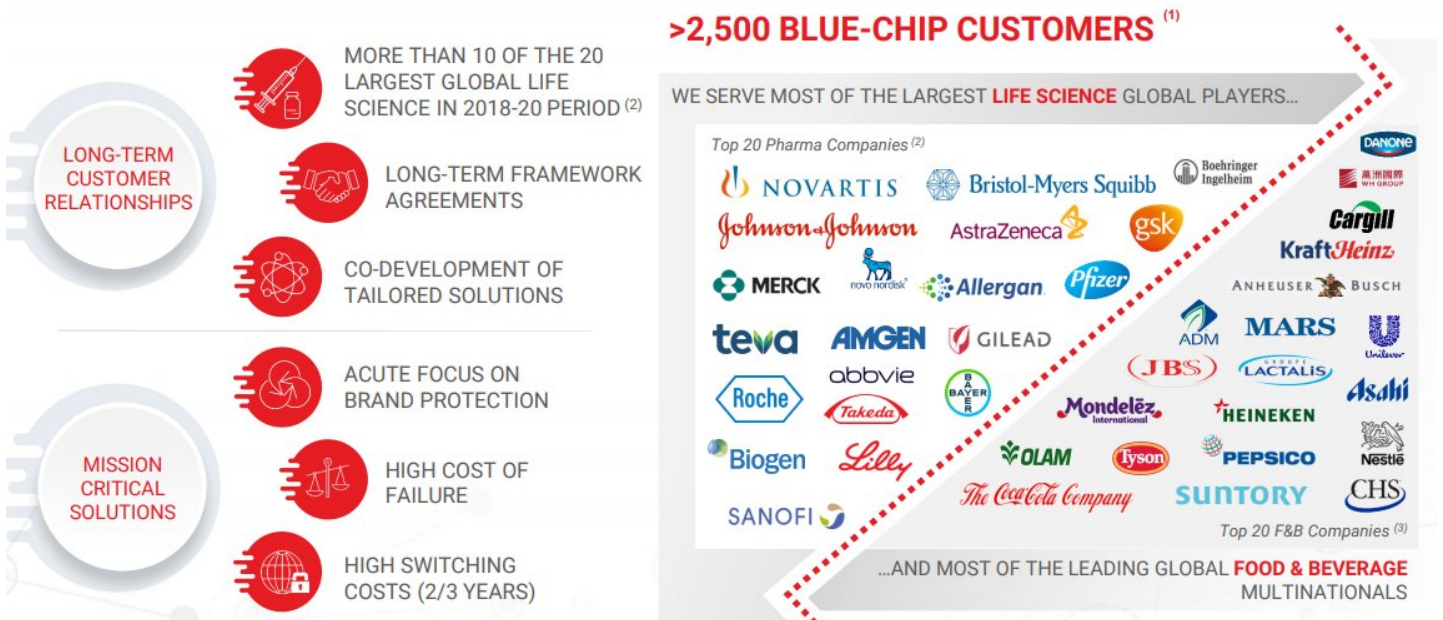 LONG-TERM
CUSTOMER
RELATIONSHIPS
MORE THAN 10 OF THE 20
LARGEST GLOBAL LIFE
SCIENCE IN 2018-20 PERIOD (2)
LONG-TERM FRAMEWORK
AGREEMENTS
CO-DEVELOPMENT OF
TAILORED SOLUTIONS
MISSION
CRITICAL
SOLUTIONS
ACUTE FOCUS ON
BRAND PROTECTION
HIGH COST OF
FAILURE
HIGH SWITCHING
COSTS (2/3 YEARS)
>2,500 BLUE-CHIP CUSTOMERS (1)
WE SERVE MOST OF THE LARGEST LIFE SCIENCE GLOBAL PLAYERS...
Top 20 Pharma Companies (2)
NOVARTIS
Bristol-Myers Squibb
Boehringer
Ingelheim
Johnson & Johnson
AstraZeneca
gsk
MERCK
novo nordisk
Allergan
Pfizer
teva
AMGEN
GILEAD
Roche
abbvie
Takeda
BAYER
BAYER
Biogen
Lilly
SANOFI
DANONE
萬洲國際
WH GROUP
Cargill
KraftHeinz
ANHEUSER BUSCH
ADM
MARS
Unilever
JBS
GROUPE
LACTALIS
Asahi
Mondelēz
International
HEINEKEN
OLAM
Tyson
PEPSICO
Nestlé
The Coca-Cola Company
SUNTORY
CHS
Top 20 F&B Companies (3)
...AND MOST OF THE LEADING GLOBAL FOOD & BEVERAGE
MULTINATIONALS